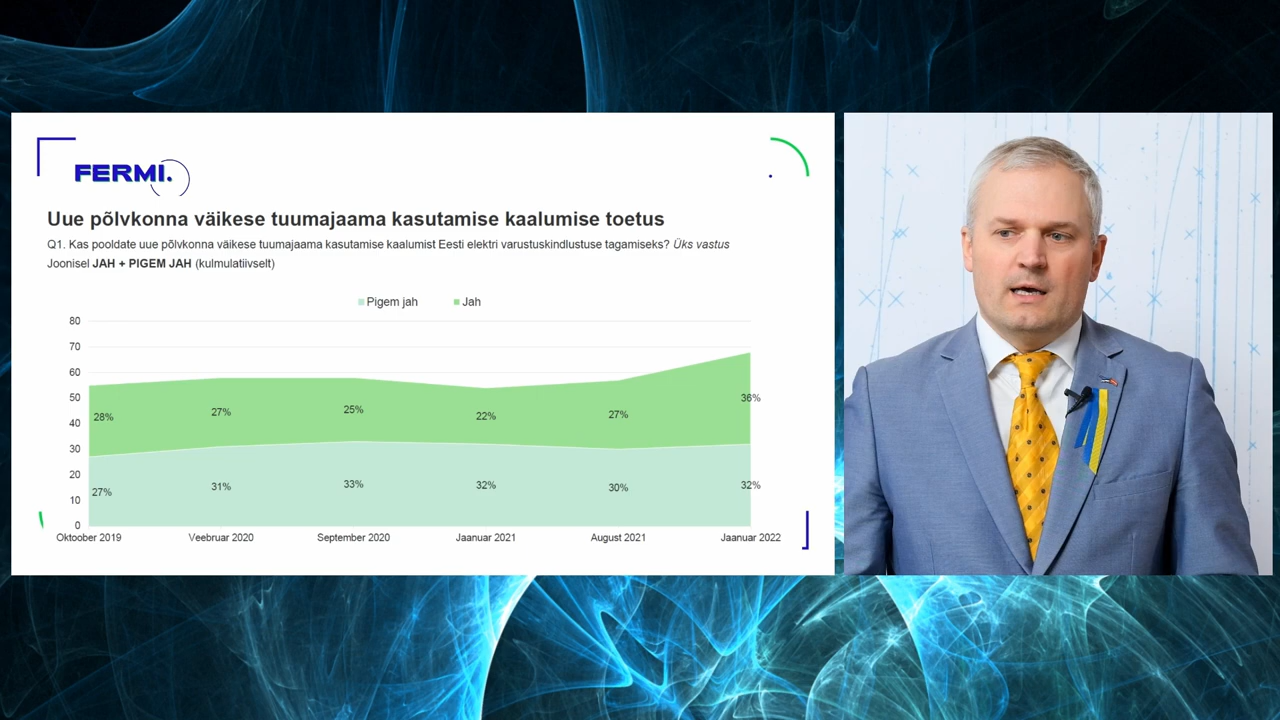 FERMI.
Uue põlvkonna väikese tuumajaama kasutamise kaalumise toetus
Q1. Kas pooldate uue põlvkonna väikese tuumajaama kasutamise kaalumist Eesti elektri varustuskindlustuse tagamiseks? Üks vastus
Joonisel JAH + PIGEM JAH (kumulatiivselt)
Pigem jah Jah
80
70
60
50
40
30
20
10
0
28% 27% 25% 22% 27% 36%
27% 31% 33% 32% 30% 32%
Oktoober 2019 Veebruar 2020 September 2020 Jaanuar 2021 August 2021 Jaanuar 2022